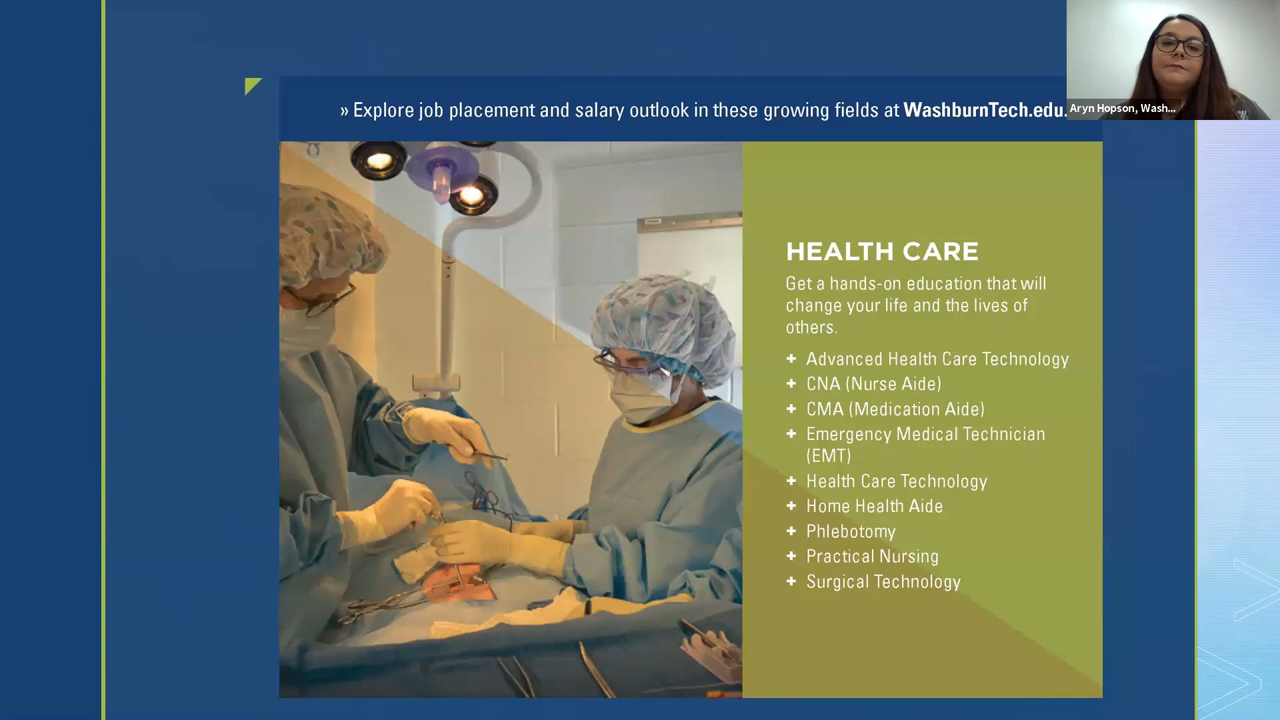 » Explore job placement and salary outlook in these growing fields at WashburnTech.edu.
Aryn Hopson, Wash...
HEALTH CARE
Get a hands-on education that will
change your life and the lives of
others.
+ Advanced Health Care Technology
+ CNA (Nurse Aide)
+ CMA (Medication Aide)
+ Emergency Medical Technician
(EMT)
+ Health Care Technology
+ Home Health Aide
+ Phlebotomy
+ Practical Nursing
+ Surgical Technology